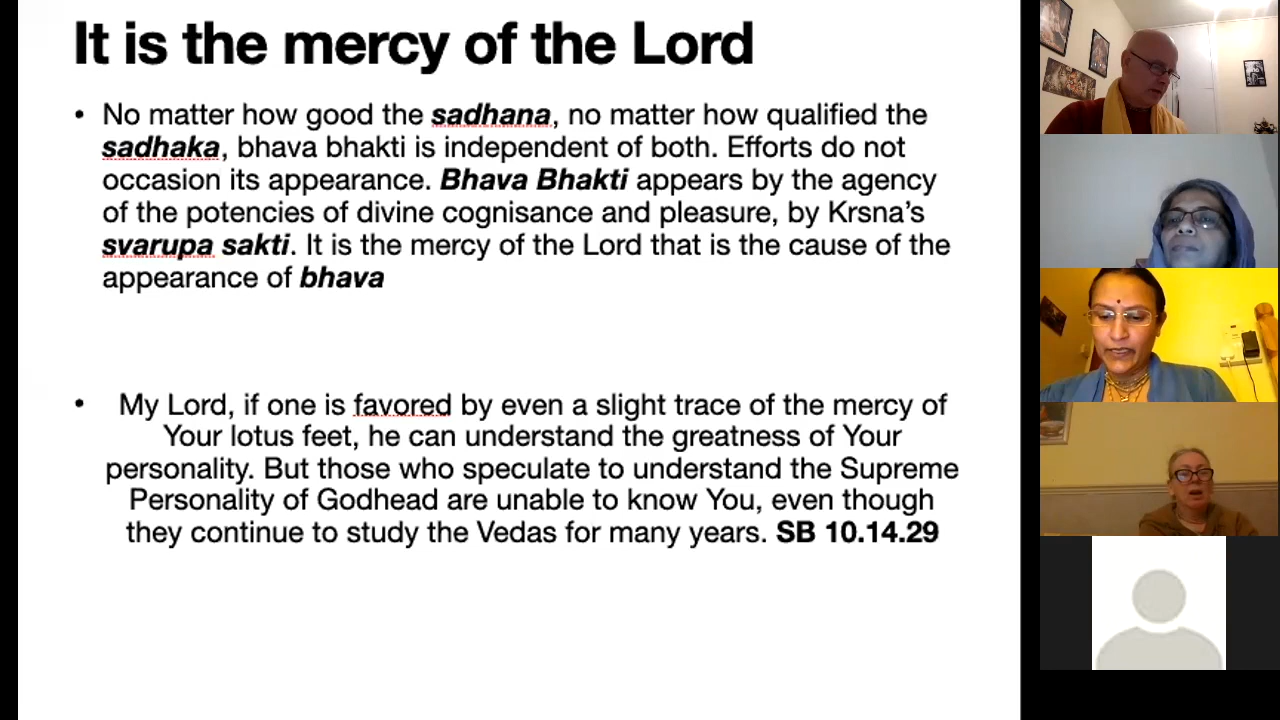 It is the mercy of the Lord
• No matter how good the sadhana, no matter how qualified the
sadhaka, bhava bhakti is independent of both. Efforts do not
occasion its appearance. Bhava Bhakti appears by the agency
of the potencies of divine cognisance and pleasure, by Krsna’s
svarupa sakti. It is the mercy of the Lord that is the cause of the
appearance of bhava
• My Lord, if one is favored by even a slight trace of the mercy of
Your lotus feet, he can understand the greatness of Your
personality. But those who speculate to understand the Supreme
Personality of Godhead are unable to know You, even though
they continue to study the Vedas for many years. SB 10.14.29